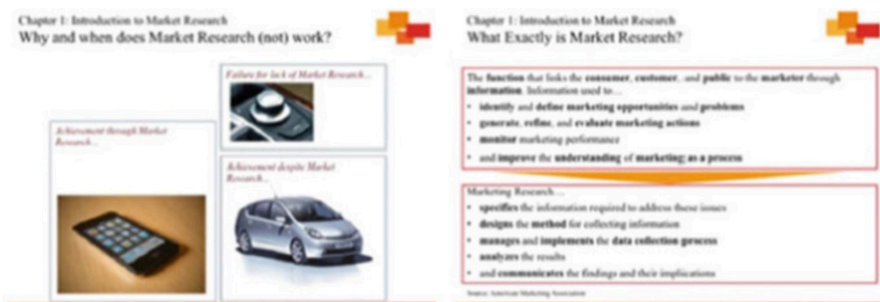 Chapter 1: Introduction to Market Research
Why and when does Market Research (not) work?
Failure for lack of Market Research…
Achievement through Market
Research…
Achievement despite Market
Research…
Chapter 1: Introduction to Market Research
What Exactly is Market Research?
The function that links the consumer, customer, and public to the marketer through
information. Information used to…
• identify and define marketing opportunities and problems
• generate, refine, and evaluate marketing actions
• monitor marketing performance
• and improve the understanding of marketing as a process
Marketing Research…
• specifies the information required to address these issues
• designs the method for collecting information
• manages and implements the data collection process
• analyzes the results
• and communicates the findings and their implications
Source: American Marketing Association